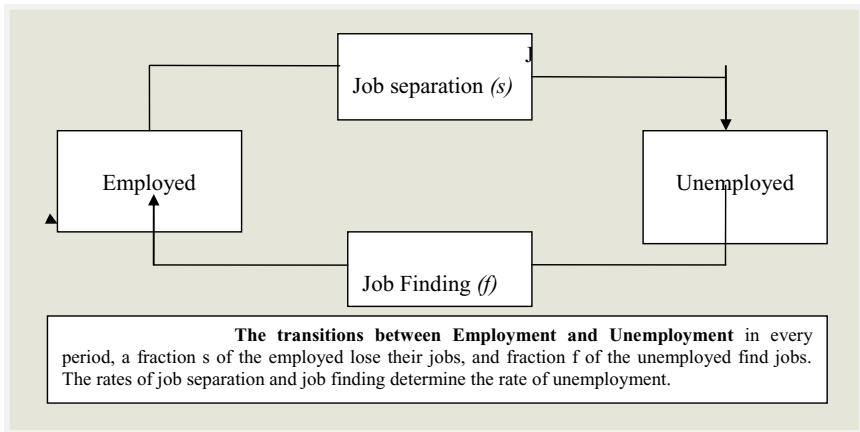 J
Job separation (s)
Employed
Unemployed
Job Finding (f)
The transitions between Employment and Unemployment in every
period, a fraction s of the employed lose their jobs, and fraction f of the unemployed find jobs.
The rates of job separation and job finding determine the rate of unemployment.